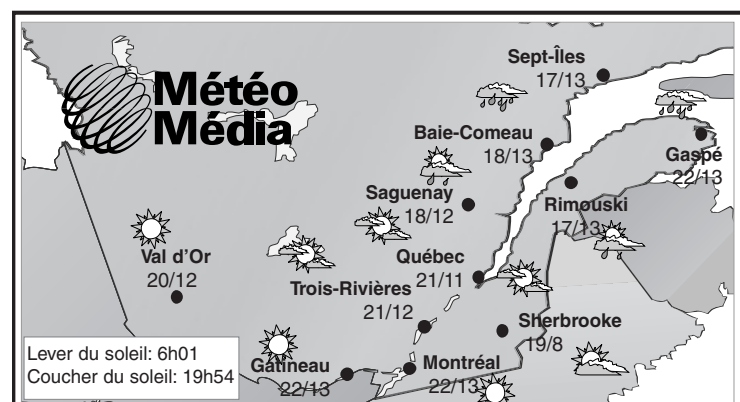 Météo
Média
Sept-Îles
17/13
Baie-Comeau
18/13
Gaspé
22/13
Saguenay
18/12
Rimouski
17/13
Val d'Or
20/12
Québec
21/11
Trois-Rivières
21/12
Sherbrooke
19/8
Lever du soleil: 6h01
Coucher du soleil: 19h54
Gatineau
22/13
Montréal
22/13